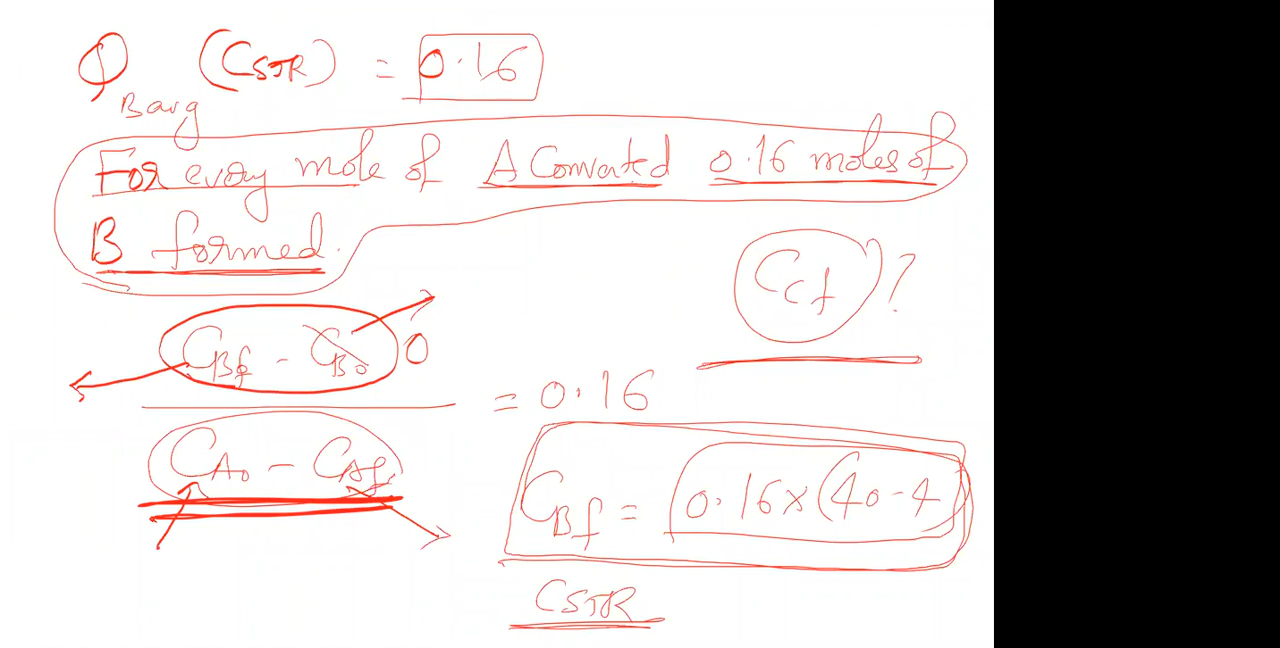 Φ B avg (CSTR) = 0.16
For every mole of A Converted 0.16 moles of
B formed.
C_Cf ?
C_Bf - C_B0 0
C_A0 - C_Af
= 0.16
C_Bf = 0.16 x (40-4)
CSTR